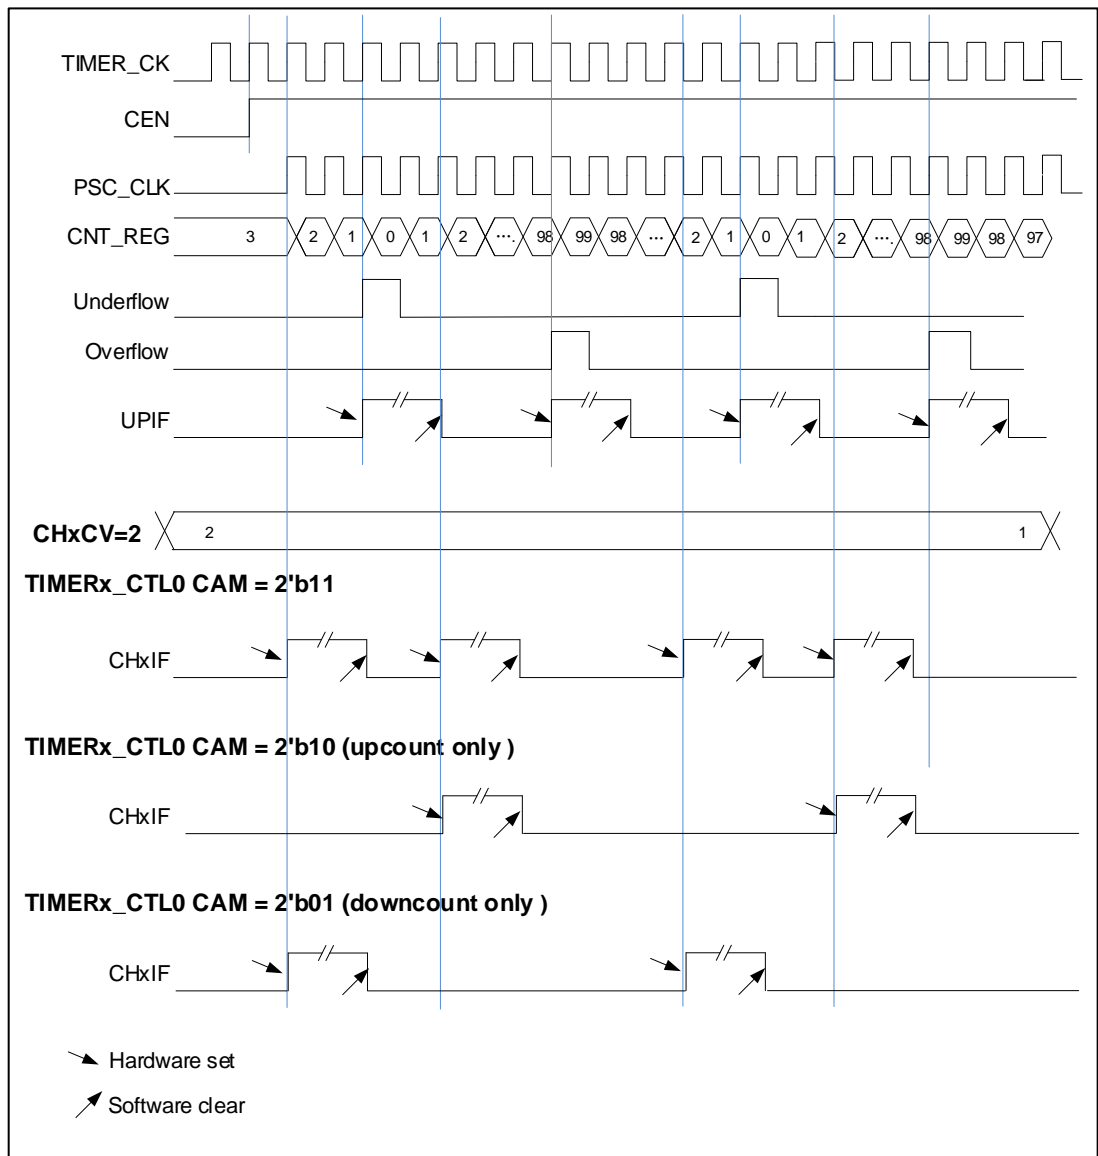 TIMER_CK
CEN
PSC_CLK
CNT_REG 3 2 1 0 1 2 .... 98 99 98 ... 2 1 0 1 2 .... 98 99 98 97
Underflow
Overflow
UPIF
CHxCV=2 2 1
TIMERx_CTL0 CAM = 2'b11
CHxIF
TIMERx_CTL0 CAM = 2'b10 (upcount only )
CHxIF
TIMERx_CTL0 CAM = 2'b01 (downcount only )
CHxIF
Hardware set
Software clear